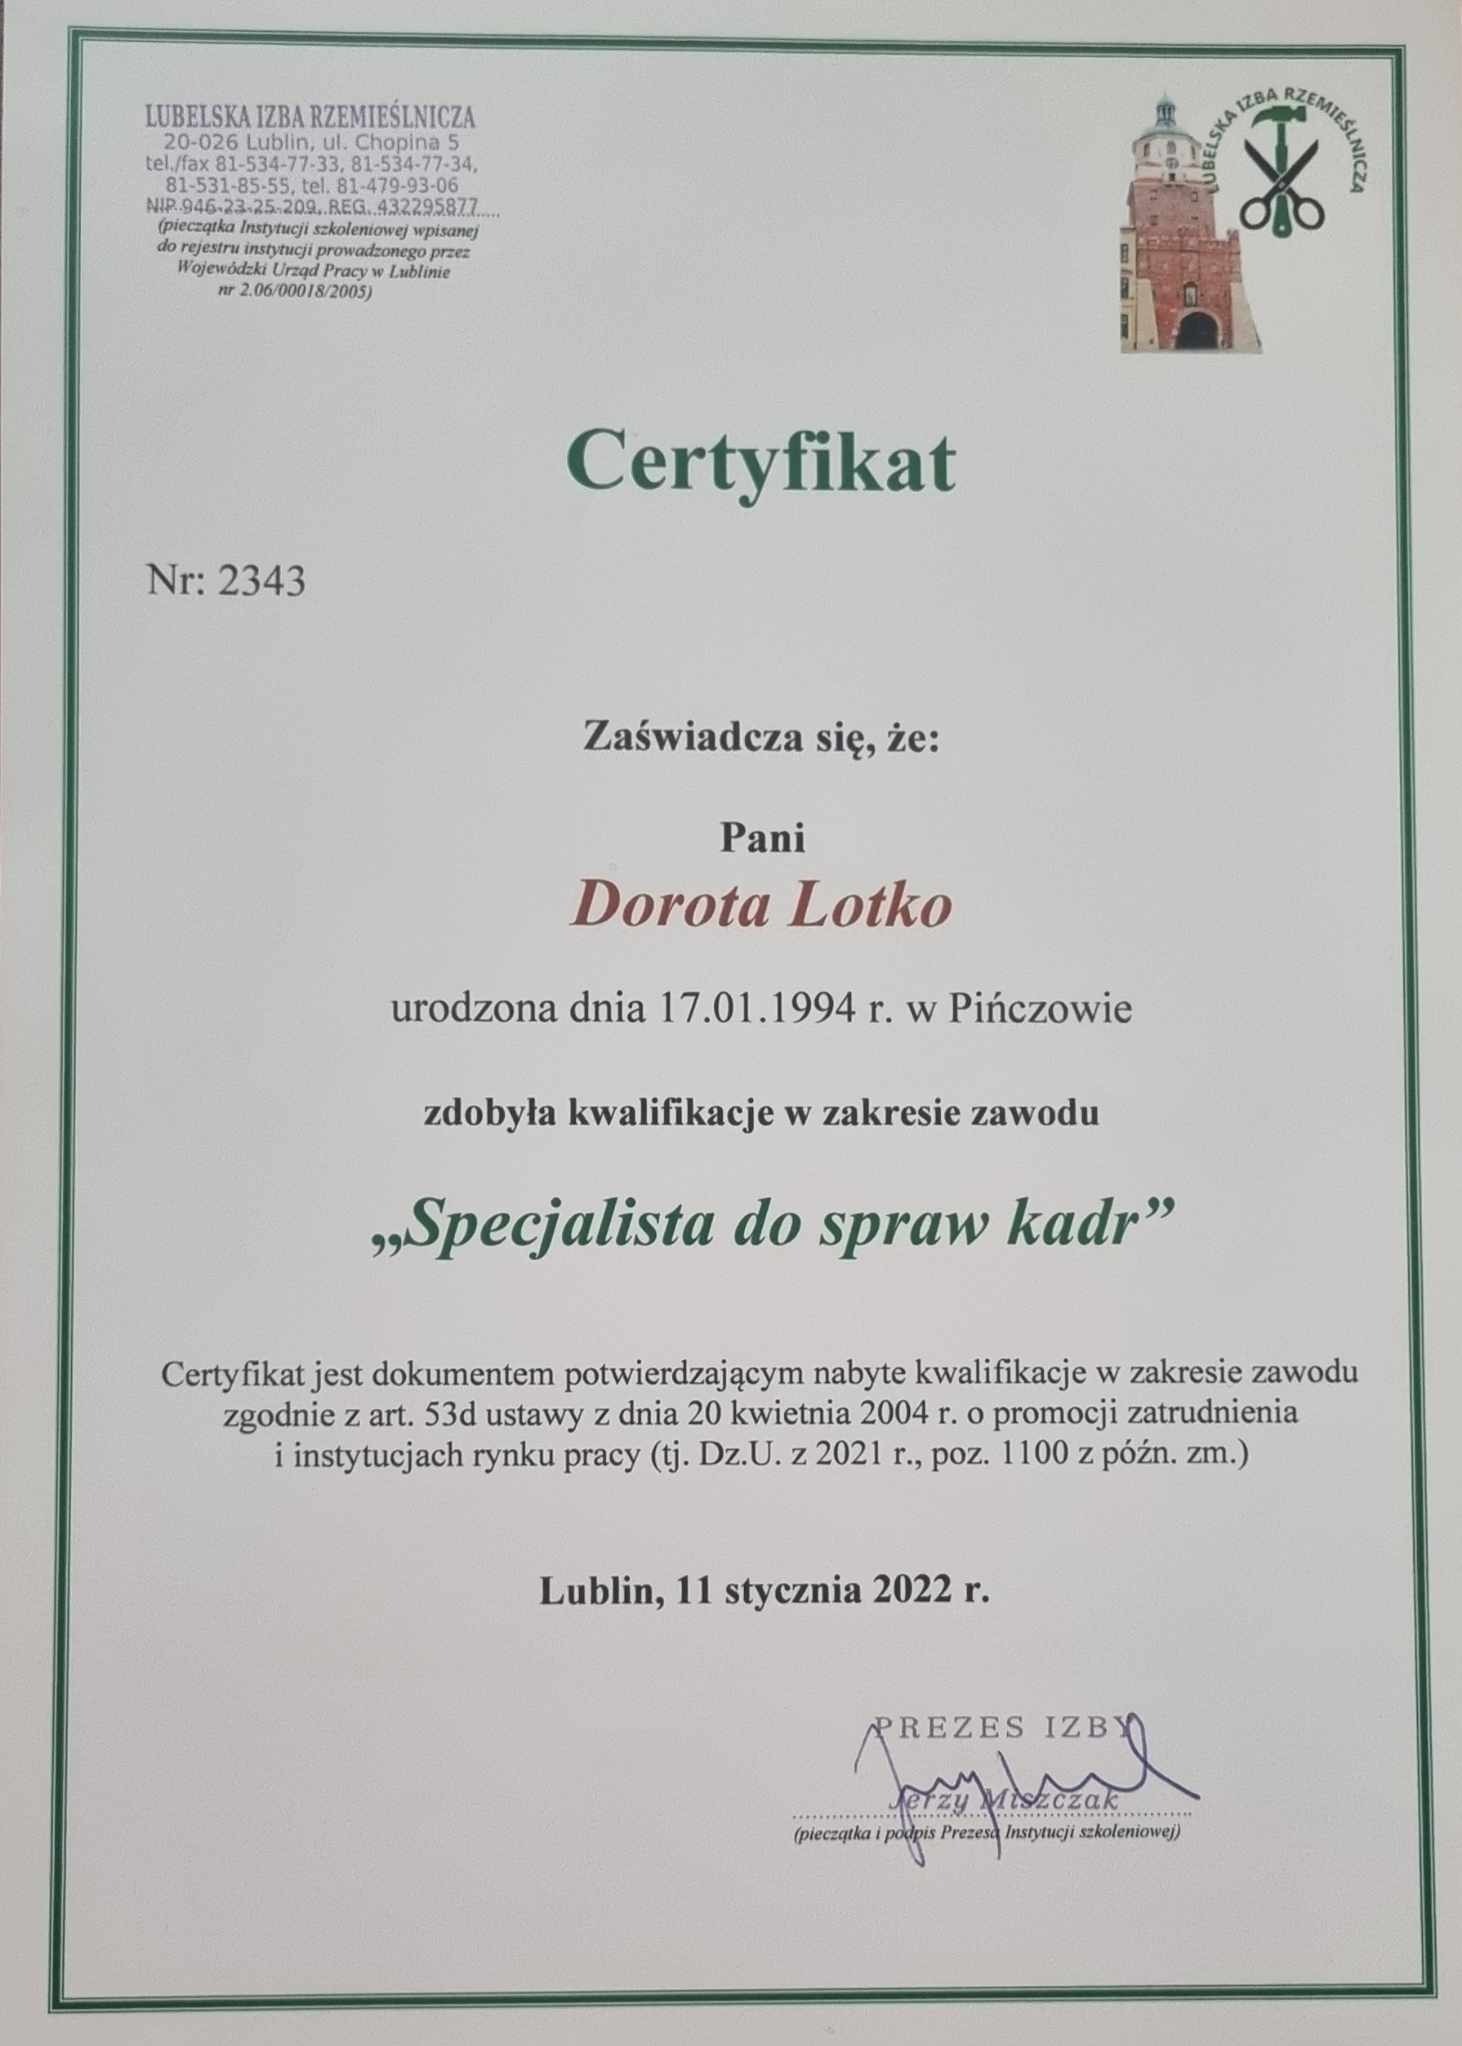 LUBELSKA IZBA RZEMIEŚLNICZA
20-026 Lublin, ul. Chopina 5
tel./fax 81-534-77-33, 81-534-77-34,
81-531-85-55, tel. 81-479-93-06
NIP 946-23-25-209, REG. 432295877
(pieczątka Instytucji szkoleniowej wpisanej
do rejestru instytucji prowadzonego przez
Wojewódzki Urząd Pracy w Lublinie
nr 2.06/00018/2005)
LUBELSKA IZBA RZEMIEŚLNICZA
Certyfikat
Nr: 2343
Zaświadcza się, że:
Pani
Dorota Lotko
urodzona dnia 17.01.1994 r. w Pińczowie
zdobyła kwalifikacje w zakresie zawodu
„Specjalista do spraw kadr”
Certyfikat jest dokumentem potwierdzającym nabyte kwalifikacje w zakresie zawodu
zgodnie z art. 53d ustawy z dnia 20 kwietnia 2004 r. o promocji zatrudnienia
i instytucjach rynku pracy (tj. Dz.U. z 2021 r., poz. 1100 z późn. zm.)
Lublin, 11 stycznia 2022 r.
PREZES IZBY
Jerzy Miszczak
(pieczątka i podpis Prezesa Instytucji szkoleniowej)